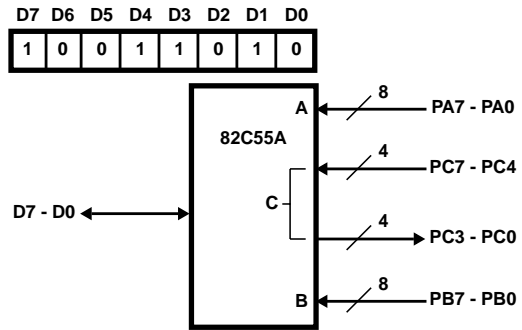 D7 D6 D5 D4 D3 D2 D1 D0
1 0 0 1 1 0 1 0
A 8 PA7 - PA0
82C55A
4 PC7 - PC4
C
D7 - D0
4 PC3 - PC0
B 8 PB7 - PB0